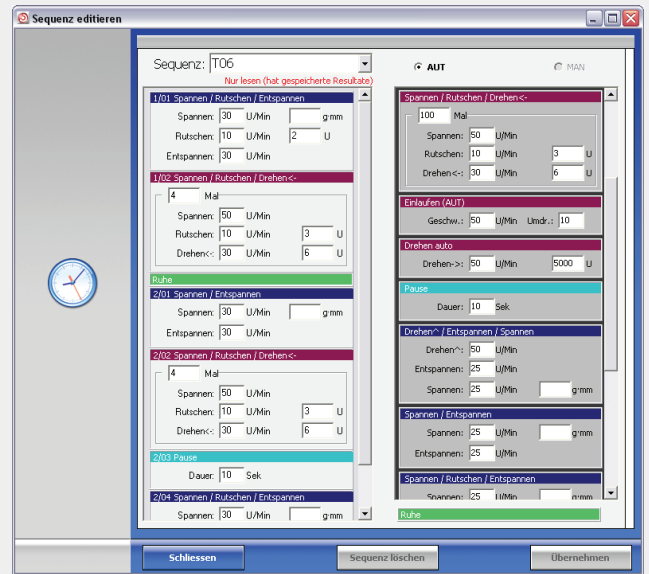 Sequenz editieren
Sequenz: T06
Nur lesen (hat gespeicherte Resultate)
1/01 Spannen / Rutschen / Entspannen
Spannen: 30 U/Min g·mm
Rutschen: 10 U/Min 2 U
Entspannen: 30 U/Min
1/02 Spannen / Rutschen / Drehen<-
4 Mal
Spannen: 50 U/Min
Rutschen: 10 U/Min 3 U
Drehen<-: 30 U/Min 6 U
Ruhe
2/01 Spannen / Entspannen
Spannen: 30 U/Min g·mm
Entspannen: 30 U/Min
2/02 Spannen / Rutschen / Drehen<-
4 Mal
Spannen: 50 U/Min
Rutschen: 10 U/Min 3 U
Drehen<-: 30 U/Min 6 U
2/03 Pause
Dauer: 10 Sek
2/04 Spannen / Rutschen / Entspannen
Spannen: 30 U/Min g·mm
AUT MAN
Spannen / Rutschen / Drehen<-
100 Mal
Spannen: 50 U/Min
Rutschen: 10 U/Min 3 U
Drehen<-: 30 U/Min 6 U
Einlaufen (AUT)
Geschw.: 50 U/Min Umdr.: 10
Drehen auto
Drehen->: 50 U/Min 5000 U
Pause
Dauer: 10 Sek
Drehen^ / Entspannen / Spannen
Drehen^: 50 U/Min
Entspannen: 25 U/Min
Spannen: 25 U/Min g·mm
Spannen / Entspannen
Spannen: 25 U/Min g·mm
Entspannen: 25 U/Min
Spannen / Rutschen / Entspannen
Spannen: 25 U/Min g·mm
Ruhe
Schliessen Sequenz löschen Übernehmen